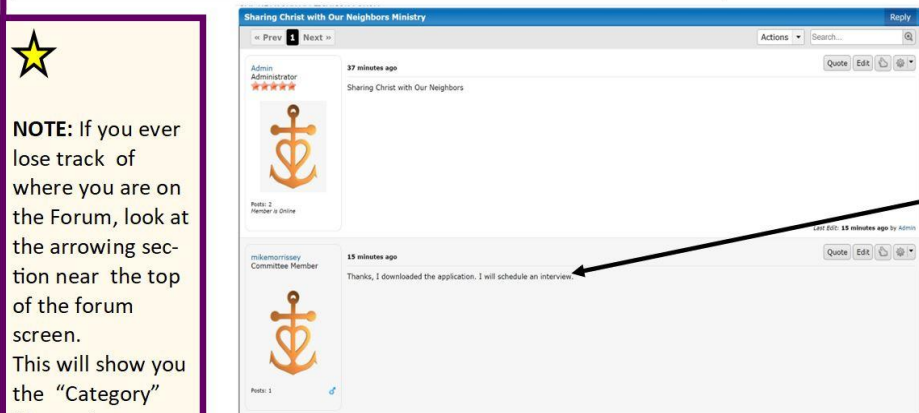 NOTE: If you ever
lose track of
where you are on
the Forum, look at
the arrowing sec-
tion near the top
of the forum
screen.
This will show you
the "Category"
Sharing Christ with Our Neighbors Ministry
Reply
« Prev 1 Next »
Actions
Search...
Admin
Administrator
37 minutes ago
Quote Edit
Sharing Christ with Our Neighbors
Posts: 2
Member is Online
Last Edit: 15 minutes ago by Admin
mikemorrissey
Committee Member
15 minutes ago
Quote Edit
Thanks, I downloaded the application. I will schedule an interview.
Posts: 1